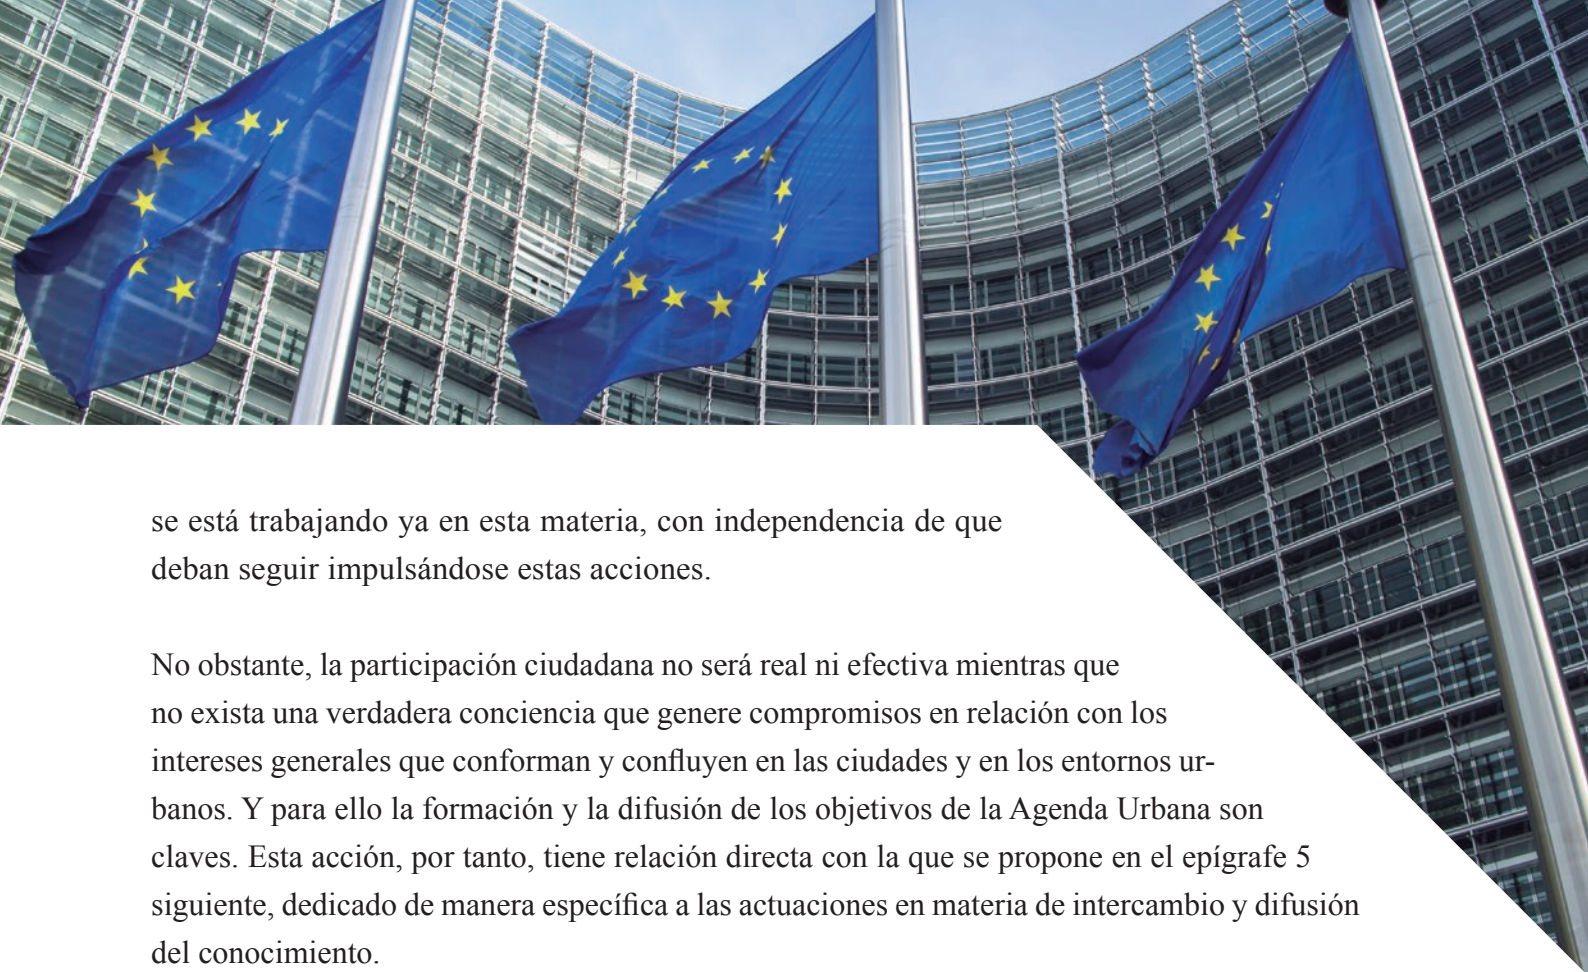 se está trabajando ya en esta materia, con independencia de que
deban seguir impulsándose estas acciones.
No obstante, la participación ciudadana no será real ni efectiva mientras que
no exista una verdadera conciencia que genere compromisos en relación con los
intereses generales que conforman y confluyen en las ciudades y en los entornos ur-
banos. Y para ello la formación y la difusión de los objetivos de la Agenda Urbana son
claves. Esta acción, por tanto, tiene relación directa con la que se propone en el epígrafe 5
siguiente, dedicado de manera específica a las actuaciones en materia de intercambio y difusión
del conocimiento.